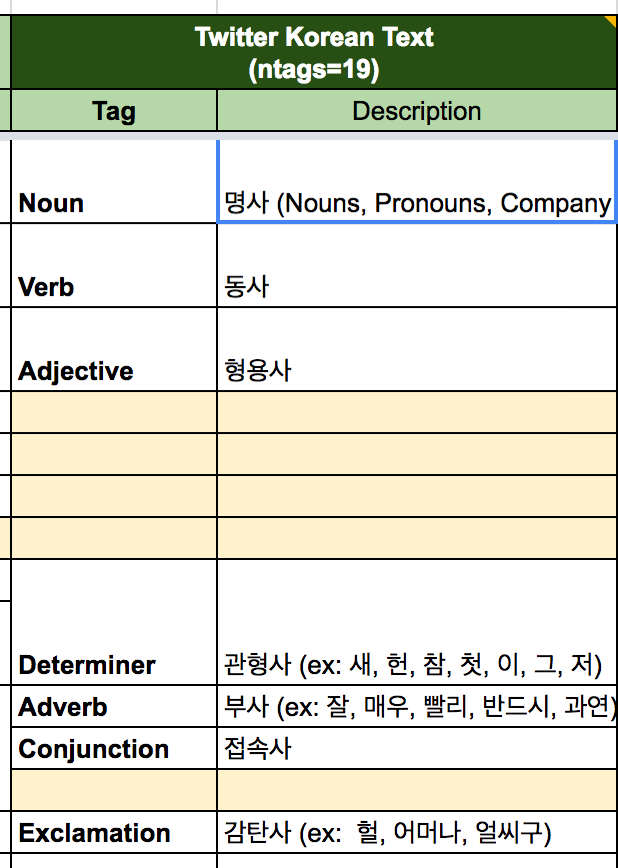 Twitter Korean Text
(ntags=19)
Tag Description
Noun 명사 (Nouns, Pronouns, Company
Verb 동사
Adjective 형용사
Determiner 관형사 (ex: 새, 헌, 참, 첫, 이, 그, 저)
Adverb 부사 (ex: 잘, 매우, 빨리, 반드시, 과연)
Conjunction 접속사
Exclamation 감탄사 (ex: 헐, 어머나, 얼씨구)